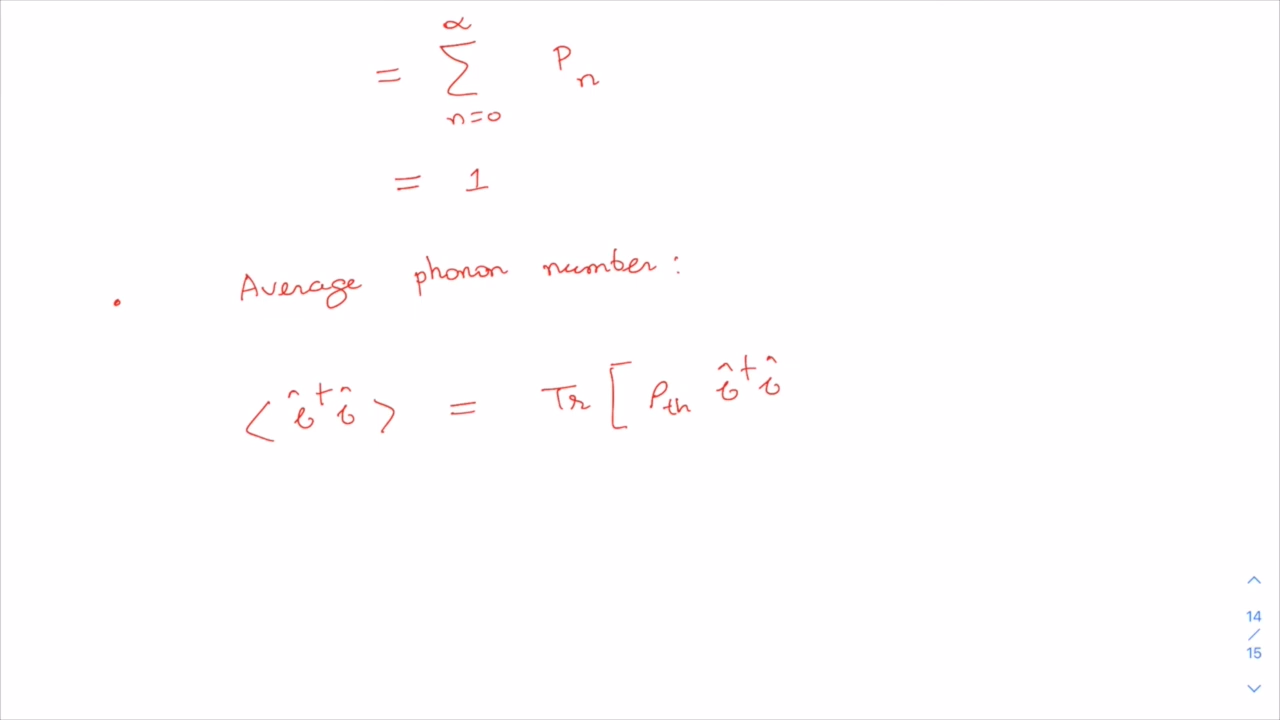 = ∑_{n=0}^{∝} P_n
= 1
• Average phonon number:
⟨ b̂† b̂ ⟩ = Tr [ ρ_th b̂† b̂
14
/
15